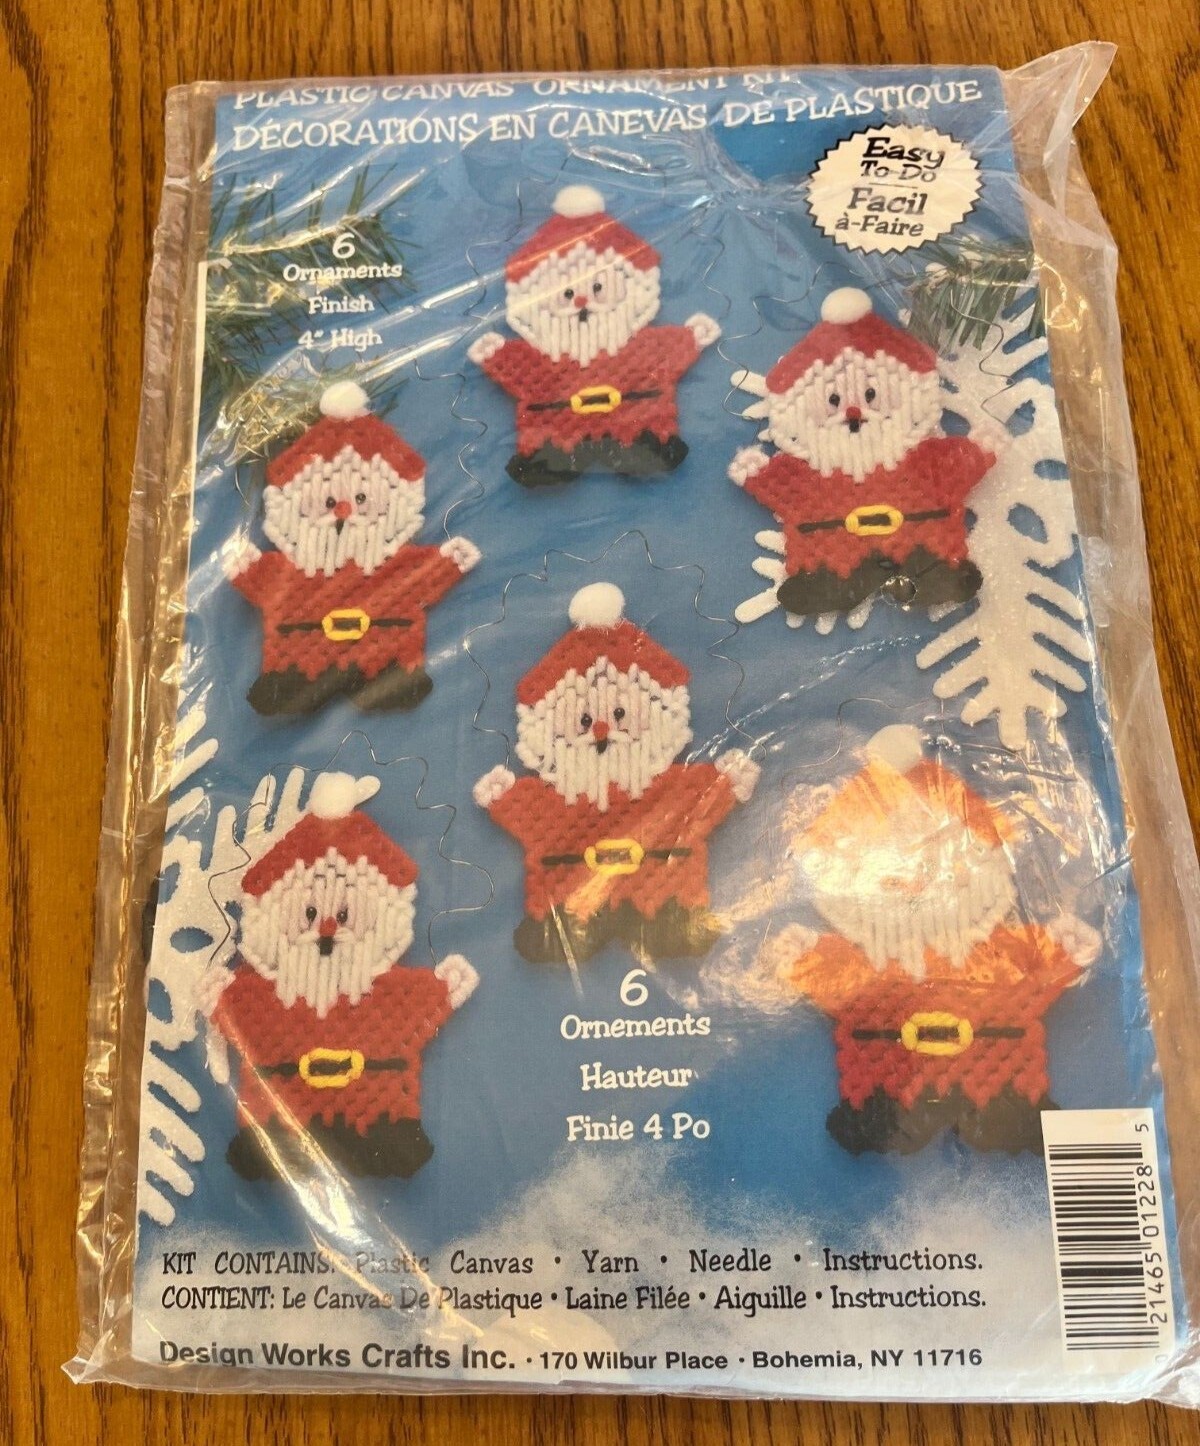 PLASTIC CANVAS ORNAMENT KIT
DÉCORATIONS EN CANEVAS DE PLASTIQUE
Easy
To-Do
Facil
à-Faire
6
Ornaments
Finish
4" High
6
Ornements
Hauteur
Finie 4 Po
KIT CONTAINS: Plastic Canvas • Yarn • Needle • Instructions.
CONTIENT: Le Canvas De Plastique • Laine Filée • Aiguille • Instructions.
Design Works Crafts Inc. • 170 Wilbur Place • Bohemia, NY 11716
0 21465 01228 5